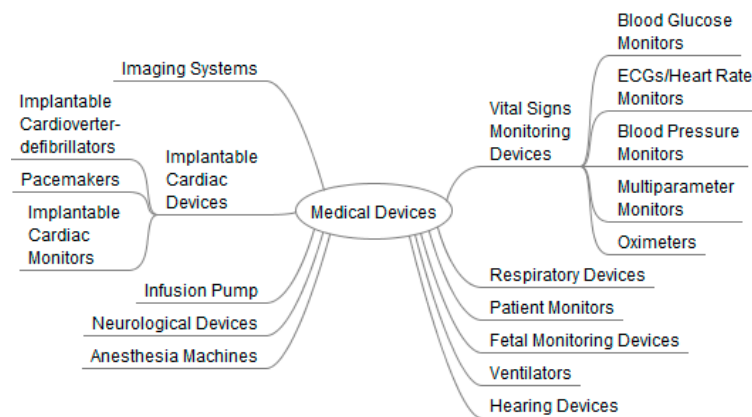 Imaging Systems
Implantable
Cardioverter-
defibrillators
Pacemakers
Implantable
Cardiac
Monitors
Implantable
Cardiac
Devices
Infusion Pump
Neurological Devices
Anesthesia Machines
Medical Devices
Vital Signs
Monitoring
Devices
Blood Glucose
Monitors
ECGs/Heart Rate
Monitors
Blood Pressure
Monitors
Multiparameter
Monitors
Oximeters
Respiratory Devices
Patient Monitors
Fetal Monitoring Devices
Ventilators
Hearing Devices